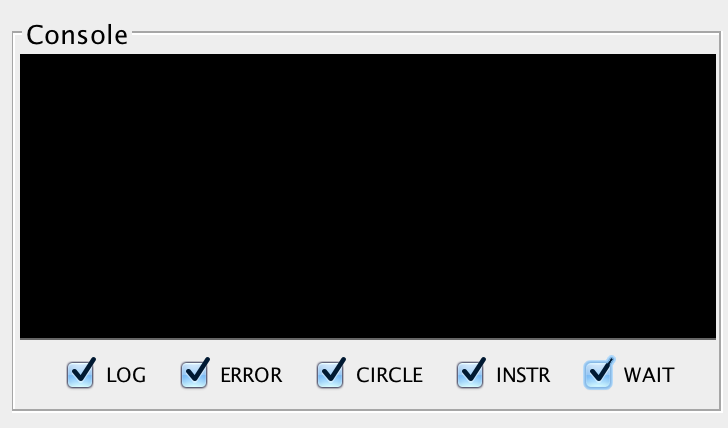 Console
LOG ERROR CIRCLE INSTR WAIT